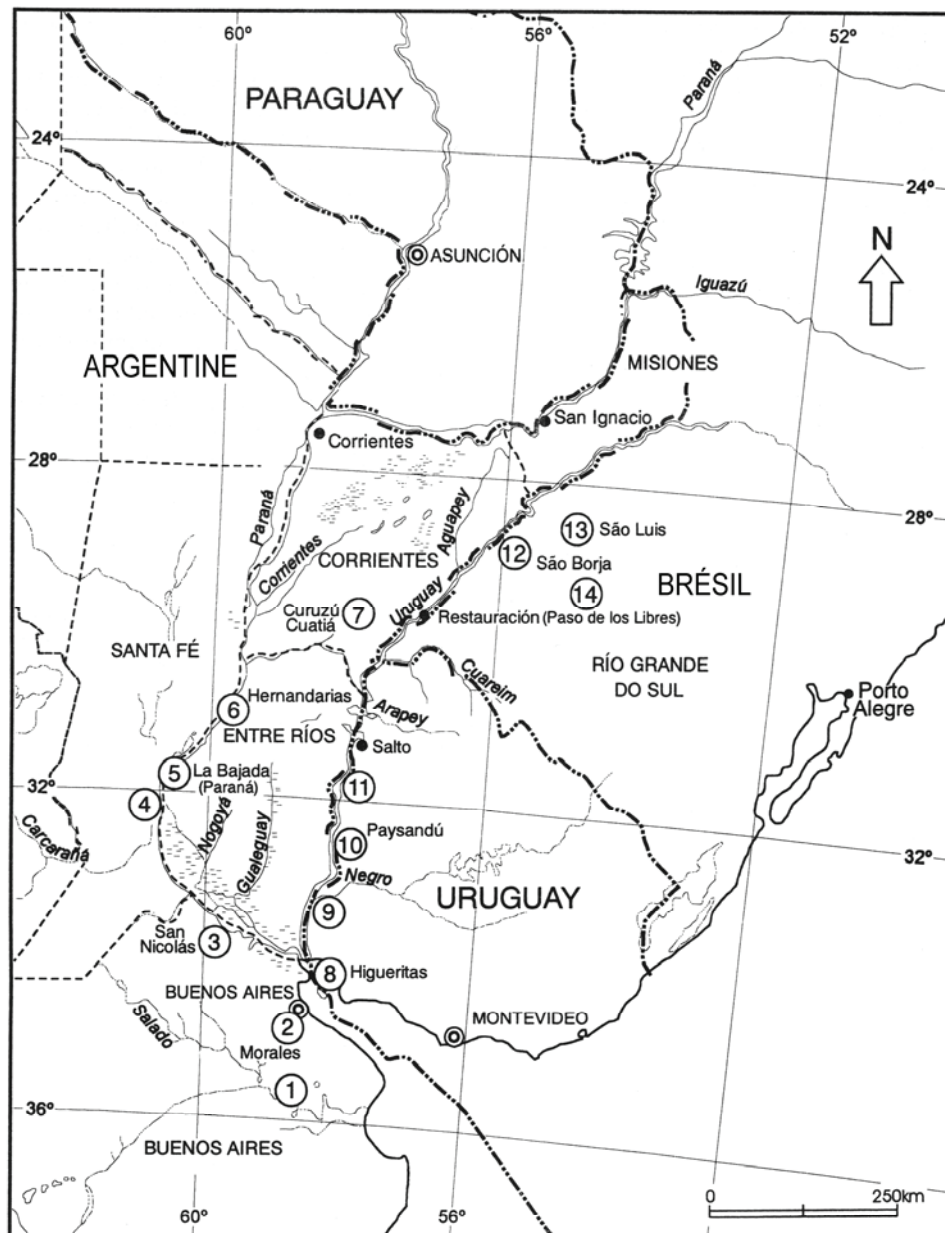 60°
56°
52°
PARAGUAY
Paraná
24°
24°
ASUNCIÓN
N
Iguazú
ARGENTINE
MISIONES
San Ignacio
Corrientes
28°
28°
Paraná
Corrientes
Aguapey
CORRIENTES
13 São Luis
12
São Borja
14
BRÉSIL
Curuzú
Cuatiá
7
Uruguay
Restauración (Paso de los Libres)
SANTA FÉ
Cuareim
RÍO GRANDE
DO SUL
6
Hernandarias
Arapey
Porto
Alegre
ENTRE RÍOS
Salto
5
La Bajada
(Paraná)
11
32°
4
Nogoyá
Gualeguay
Carcarañá
10
Paysandú
32°
Negro
URUGUAY
9
San
Nicolás
3
8 Higueritas
BUENOS AIRES
2
MONTEVIDEO
Salado
Morales
1
36°
36°
BUENOS AIRES
0
250km
60°
56°